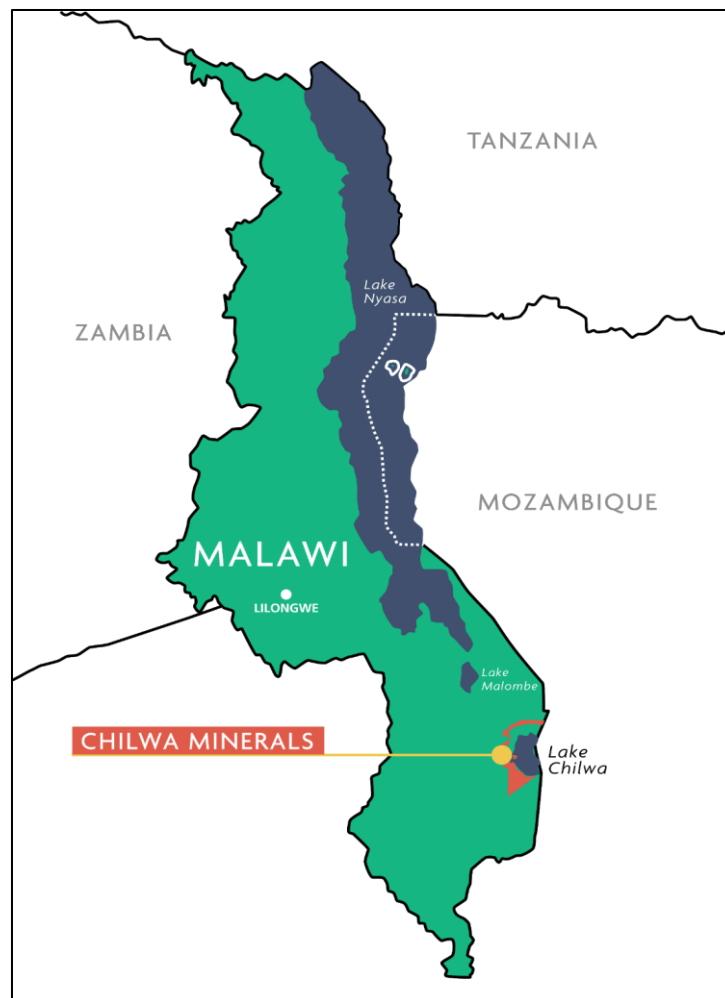 TANZANIA
Lake
Nyasa
ZAMBIA
MOZAMBIQUE
MALAWI
LILONGWE
Lake
Malombe
CHILWA MINERALS
Lake
Chilwa